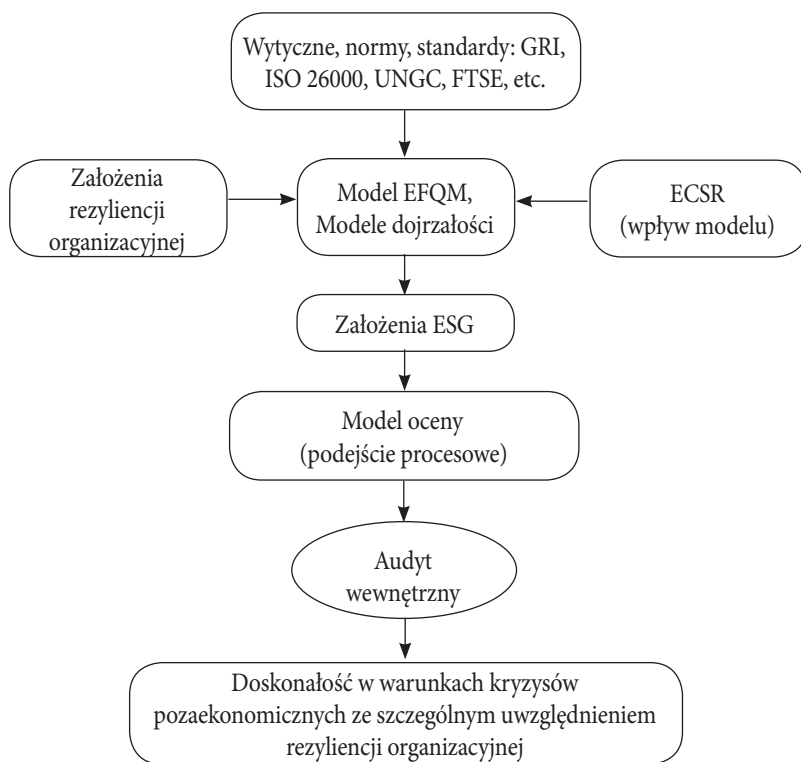 Wytyczne, normy, standardy: GRI,
ISO 26000, UNGC, FTSE, etc.
Założenia
rezyliencji
organizacyjnej
Model EFQM,
Modele dojrzałości
ECSR
(wpływ modelu)
Założenia ESG
Model oceny
(podejście procesowe)
Audyt
wewnętrzny
Doskonałość w warunkach kryzysów
pozaekonomicznych ze szczególnym uwzględnieniem
rezyliencji organizacyjnej